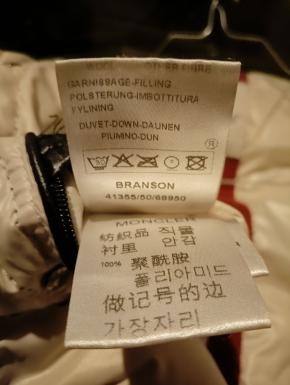 GARNISSAGE-FILLING
POLSTERUNG-IMBOTTITURA
FYLINING
DUVET-DOWN-DAUNEN
PIUMINO-DUN
®
BRANSON
41355/50/68950
MONCLER
纺织品 직물
衬里 안감
100% 聚酰胺
폴리아미드
做记号的边
가장자리